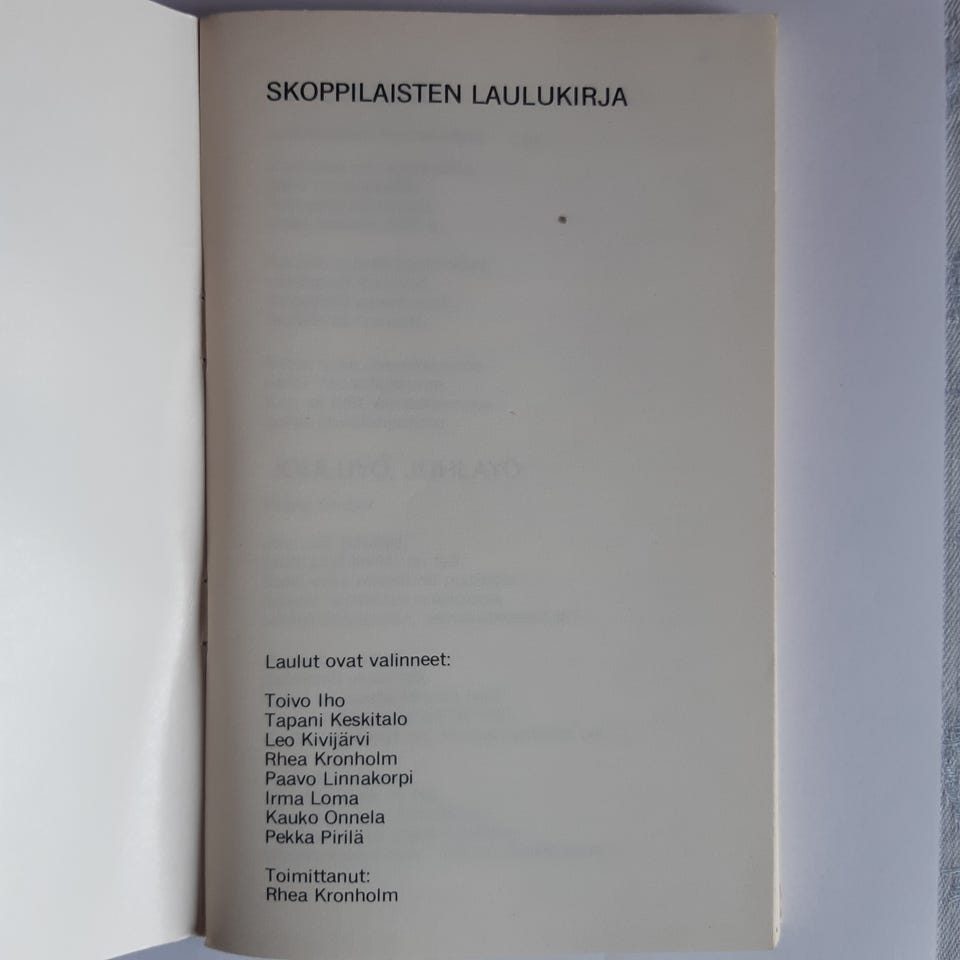 SKOPPILAISTEN LAULUKIRJA
Laulut ovat valinneet:
Toivo Iho
Tapani Keskitalo
Leo Kivijärvi
Rhea Kronholm
Paavo Linnakorpi
Irma Loma
Kauko Onnela
Pekka Pirilä
Toimittanut:
Rhea Kronholm